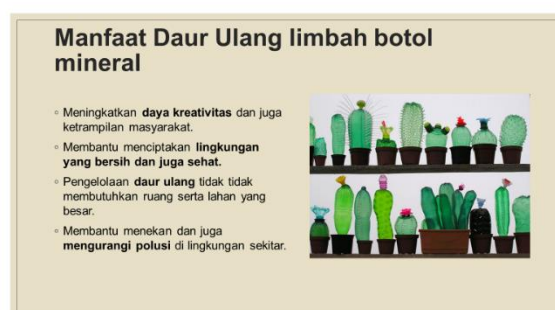 Manfaat Daur Ulang limbah botol
mineral
◦ Meningkatkan daya kreativitas dan juga
ketrampilan masyarakat.
◦ Membantu menciptakan lingkungan
yang bersih dan juga sehat.
◦ Pengelolaan daur ulang tidak tidak
membutuhkan ruang serta lahan yang
besar.
◦ Membantu menekan dan juga
mengurangi polusi di lingkungan sekitar.